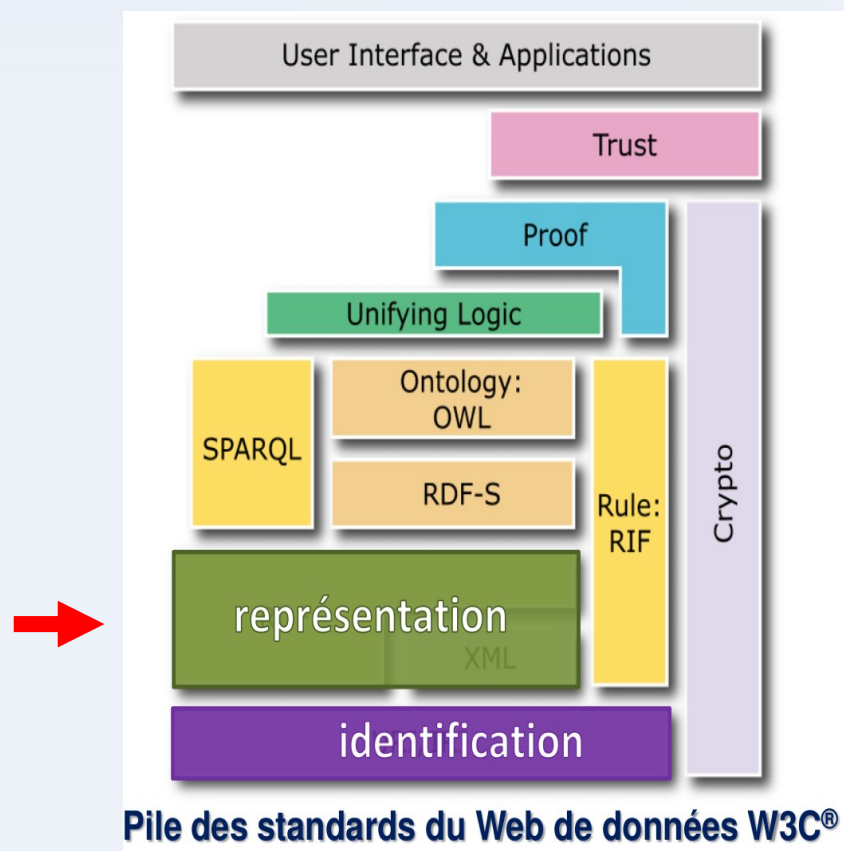 User Interface & Applications
Trust
Proof
Unifying Logic
Ontology:
OWL
SPARQL
RDF-S
Rule:
RIF
Crypto
représentation
XML
identification
Pile des standards du Web de données W3C®